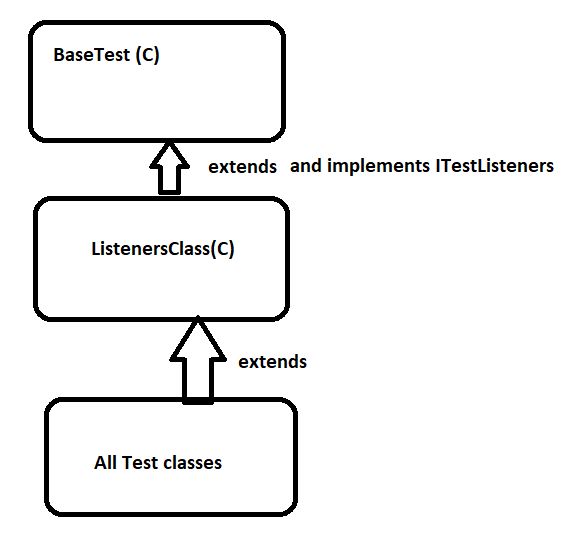 BaseTest (C)
extends and implements ITestListeners
ListenersClass(C)
extends
All Test classes